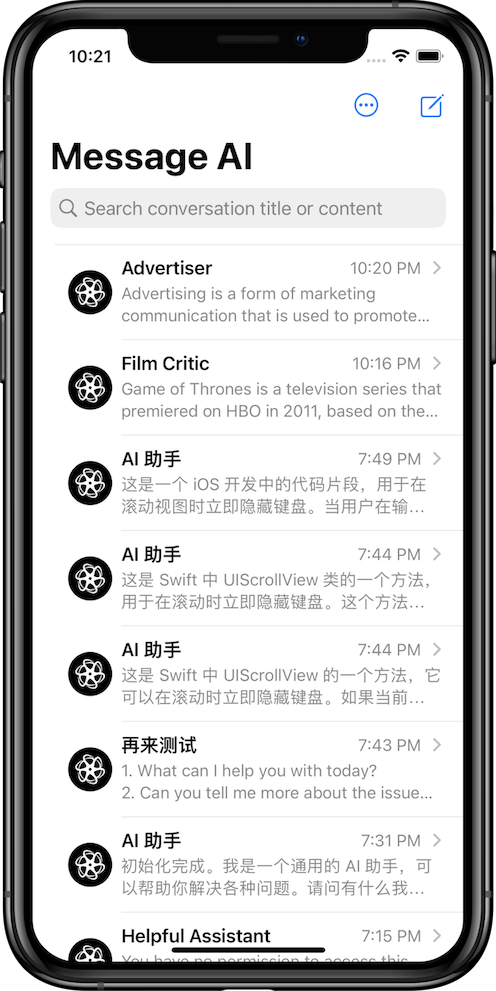 10:21
Message AI
Search conversation title or content
Advertiser 10:20 PM
Advertising is a form of marketing
communication that is used to promote...
Film Critic 10:16 PM
Game of Thrones is a television series that
premiered on HBO in 2011, based on the...
AI 助手 7:49 PM
这是一个 iOS 开发中的代码片段，用于在
滚动视图时立即隐藏键盘。当用户在输...
AI 助手 7:44 PM
这是 Swift 中 UIScrollView 类的一个方法，
用于在滚动时立即隐藏键盘。这个方法...
AI 助手 7:44 PM
这是 Swift 中 UIScrollView 的一个方法，它
可以在滚动时立即隐藏键盘。如果当前...
再来测试 7:43 PM
1. What can I help you with today?
2. Can you tell me more about the issue...
AI 助手 7:31 PM
初始化完成。我是一个通用的 AI 助手，可
以帮助你解决各种问题。请问有什么我...
Helpful Assistant 7:15 PM
You have no permission to access this